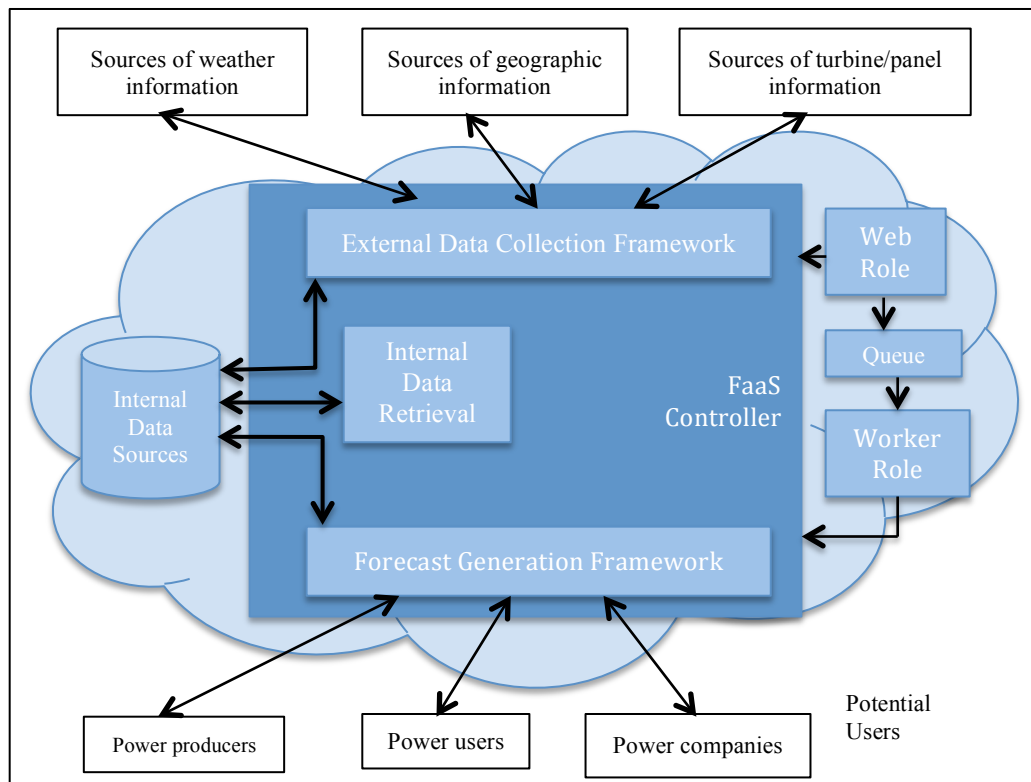 Sources of weather
information
Sources of geographic
information
Sources of turbine/panel
information
External Data Collection Framework
Web
Role
Internal
Data
Retrieval
Queue
FaaS
Controller
Internal
Data
Sources
Worker
Role
Forecast Generation Framework
Potential
Users
Power producers
Power users
Power companies